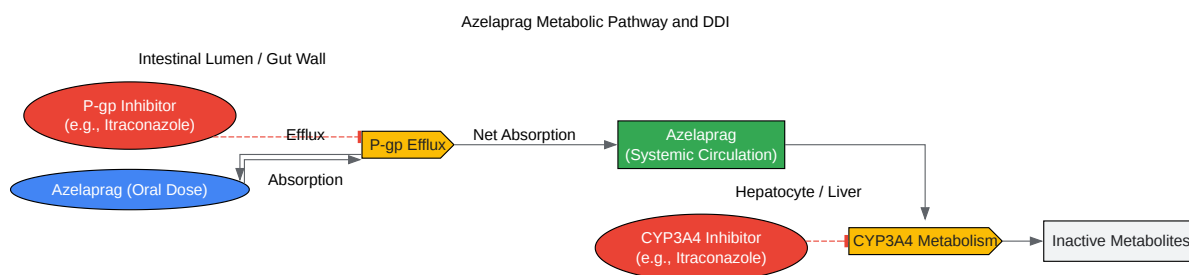 Azelaprag Metabolic Pathway and DDI
Intestinal Lumen / Gut Wall
P-gp Inhibitor
(e.g., Itraconazole)
Efflux
P-gp Efflux
Net Absorption
Azelaprag
(Systemic Circulation)
Absorption
Azelaprag (Oral Dose)
Hepatocyte / Liver
CYP3A4 Inhibitor
(e.g., Itraconazole)
CYP3A4 Metabolism
Inactive Metabolites